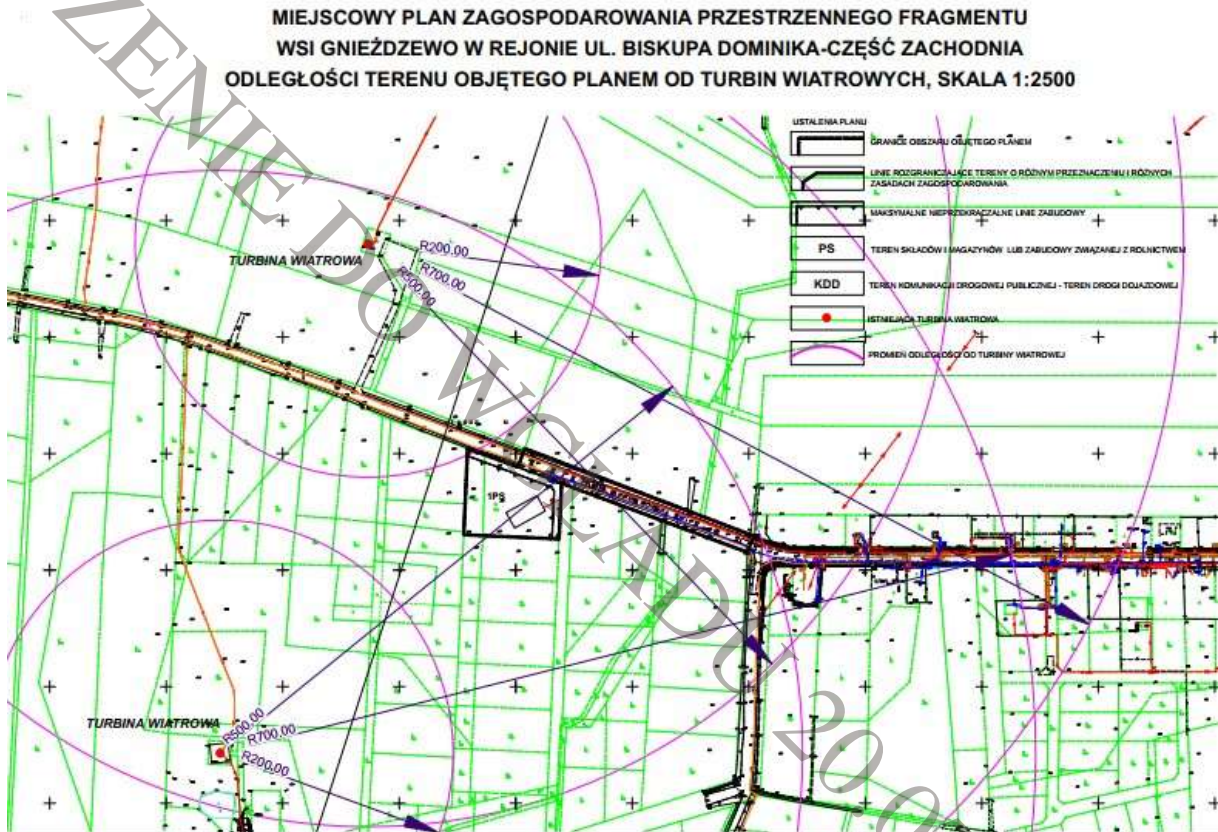 MIEJSCOWY PLAN ZAGOSPODAROWANIA PRZESTRZENNEGO FRAGMENTU
WSI GNIEŻDZEWO W REJONIE UL. BISKUPA DOMINIKA-CZĘŚĆ ZACHODNIA
ODLEGŁOŚCI TERENU OBJĘTEGO PLANEM OD TURBIN WIATROWYCH, SKALA 1:2500
USTALENIA PLANU
GRANICE OBSZARU OBJĘTEGO PLANEM
LINIE ROZGRANICZAJĄCE TERENY O RÓŻNYM PRZEZNACZENIU I RÓŻNYCH
ZASADACH ZAGOSPODAROWANIA
MAKSYMALNE NIEPRZEKRACZALNE LINIE ZABUDOWY
PS
TEREN SKŁADÓW I MAGAZYNÓW LUB ZABUDOWY ZWIĄZANEJ Z ROLNICTWEM
KDD
TEREN KOMUNIKACJI DROGOWEJ PUBLICZNEJ - TEREN DROGI DOJAZDOWEJ
ISTNIEJĄCA TURBINA WIATROWA
PROMIEŃ ODLEGŁOŚCI OD TURBINY WIATROWEJ
TURBINA WIATROWA
R200,00
R700,00
R500,00
1PS
TURBINA WIATROWA
R500,00
R700,00
R200,00
ZENIE DO WGLĄDU 20.0